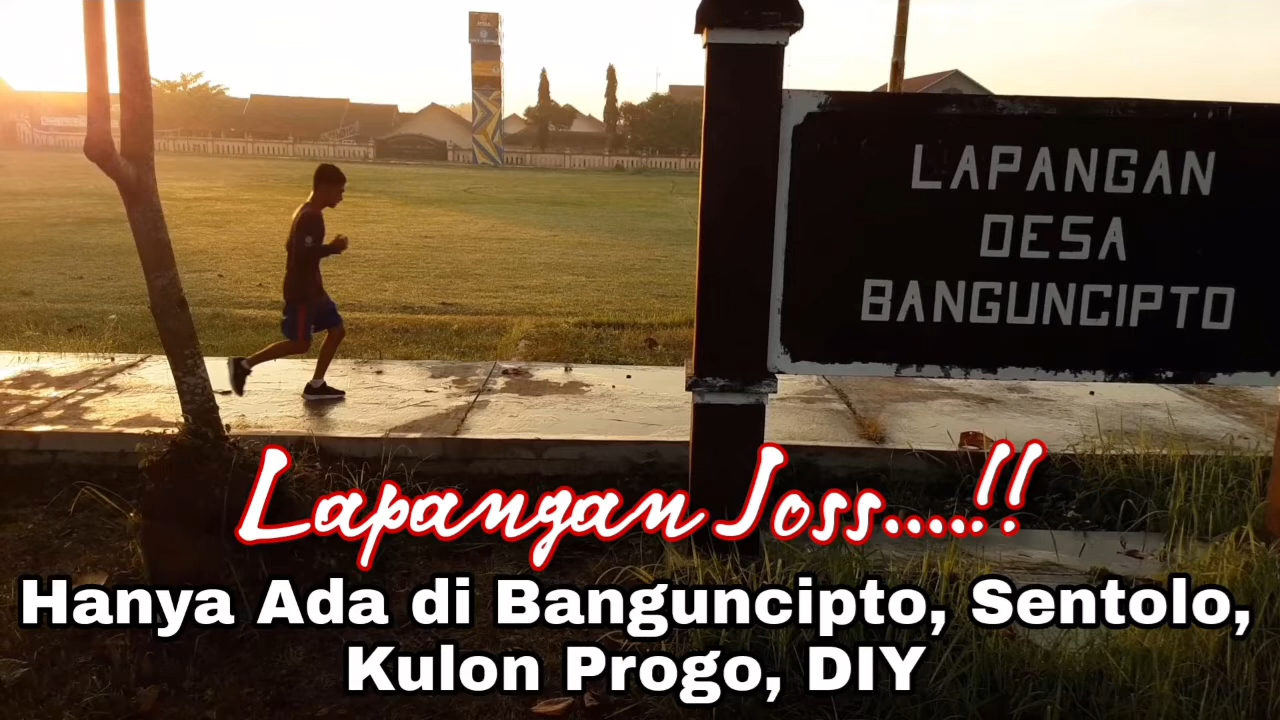 LAPANGAN
DESA
BANGUNCIPTO
Lapangan Joss....!!
Hanya Ada di Banguncipto, Sentolo,
Kulon Progo, DIY